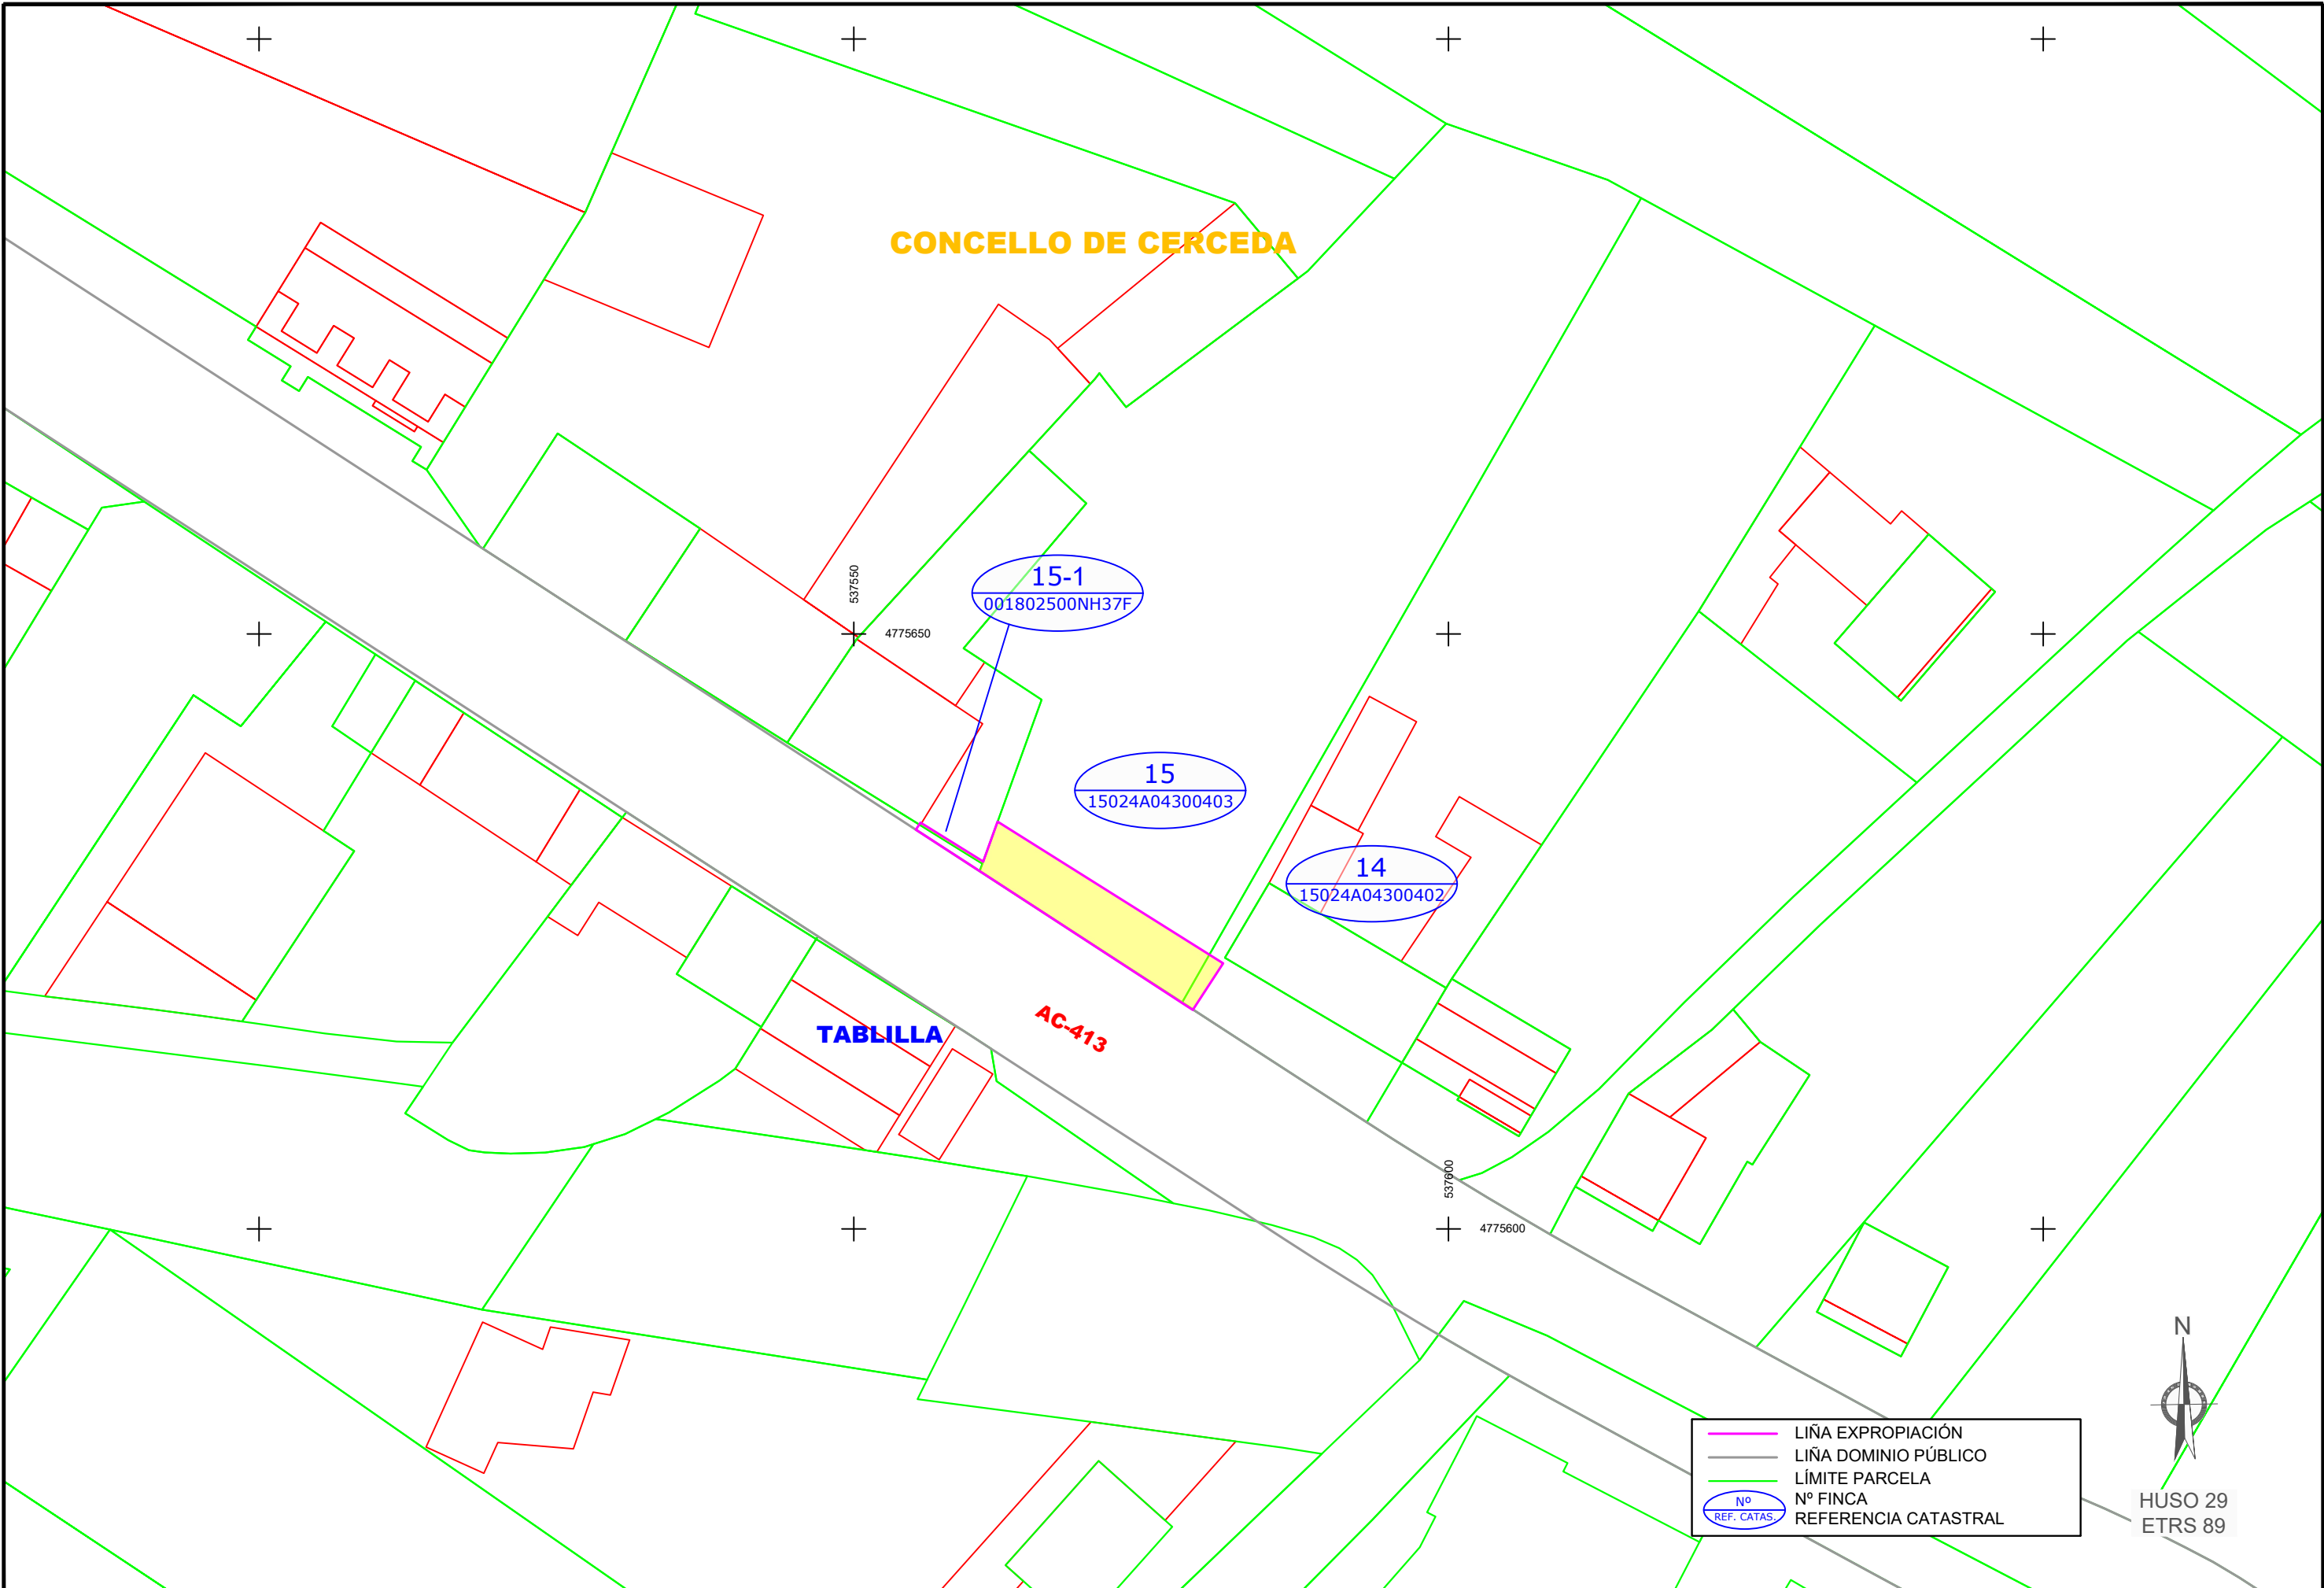 CONCELLO DE CERCEDA
537550
4775650
15-1
001802500NH37F
15
15024A04300403
14
15024A04300402
AC-413
TABLILLA
537600
4775600
N
HUSO 29
ETRS 89
LIÑA EXPROPIACIÓN
LIÑA DOMINIO PÚBLICO
LÍMITE PARCELA
Nº
REF. CATAS.
Nº FINCA
REFERENCIA CATASTRAL